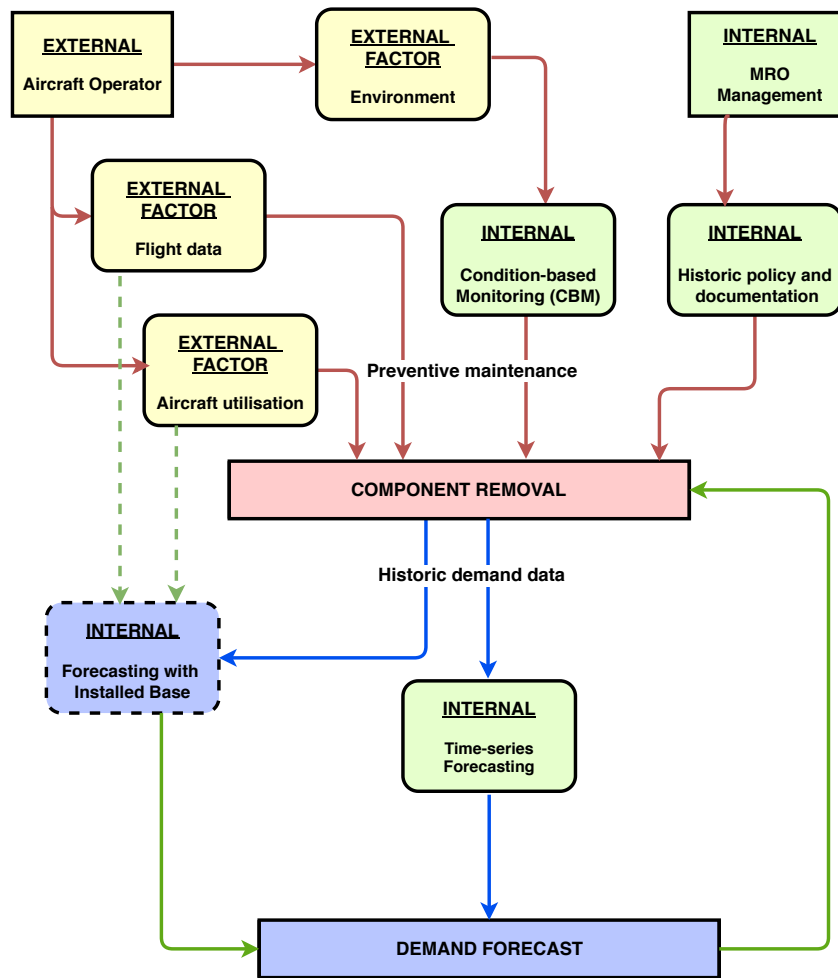 EXTERNAL
Aircraft Operator
EXTERNAL
FACTOR
Environment
INTERNAL
MRO
Management
EXTERNAL
FACTOR
Flight data
INTERNAL
Condition-based
Monitoring (CBM)
INTERNAL
Historic policy and
documentation
EXTERNAL
FACTOR
Aircraft utilisation
Preventive maintenance
COMPONENT REMOVAL
Historic demand data
INTERNAL
Forecasting with
Installed Base
INTERNAL
Time-series
Forecasting
DEMAND FORECAST